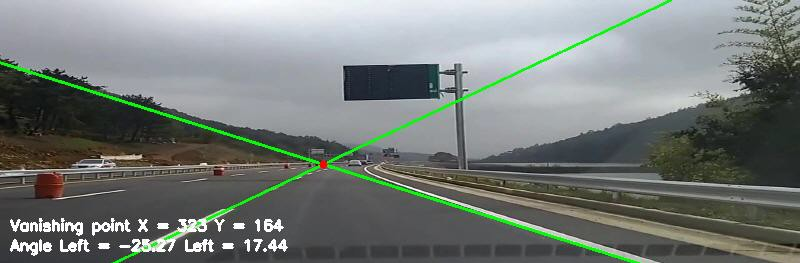 Vanishing point X = 323 Y = 164
Angle Left = -25.27 Left = 17.44